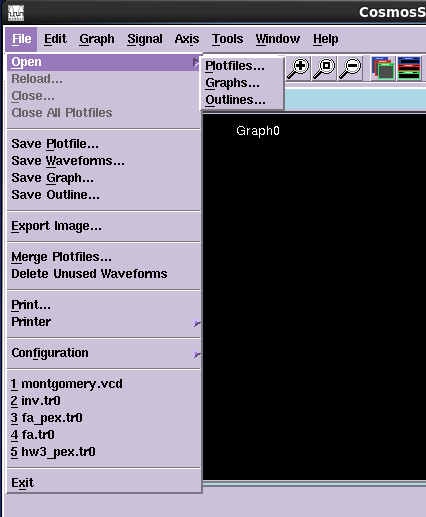 CosmosS
File Edit Graph Signal Axis Tools Window Help
Open
Plotfiles...
Graphs...
Outlines...
Reload...
Close...
Close All Plotfiles
Save Plotfile...
Save Waveforms...
Save Graph...
Save Outline...
Export Image...
Merge Plotfiles...
Delete Unused Waveforms
Print...
Printer
Configuration
1 montgomery.vcd
2 inv.tr0
3 fa_pex.tr0
4 fa.tr0
5 hw3_pex.tr0
Exit
Graph0